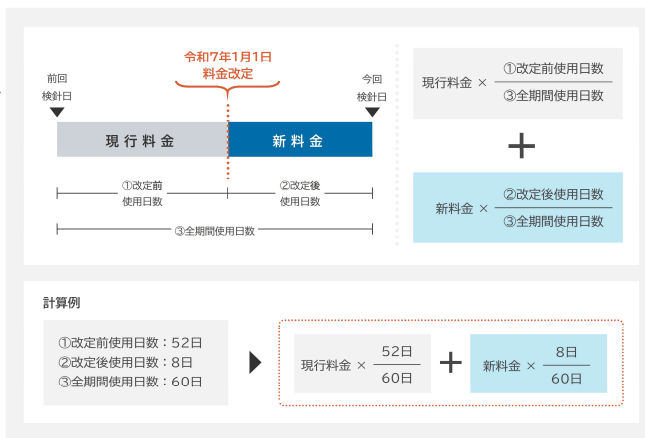 令和7年1月1日
料金改定
前回
検針日
今回
検針日
現行料金
新料金
①改定前
使用日数
②改定後
使用日数
③全期間使用日数
現行料金 × ①改定前使用日数
③全期間使用日数
+
新料金 × ②改定後使用日数
③全期間使用日数
計算例
①改定前使用日数：52日
②改定後使用日数：8日
③全期間使用日数：60日
現行料金 × 52日
60日
+
新料金 × 8日
60日